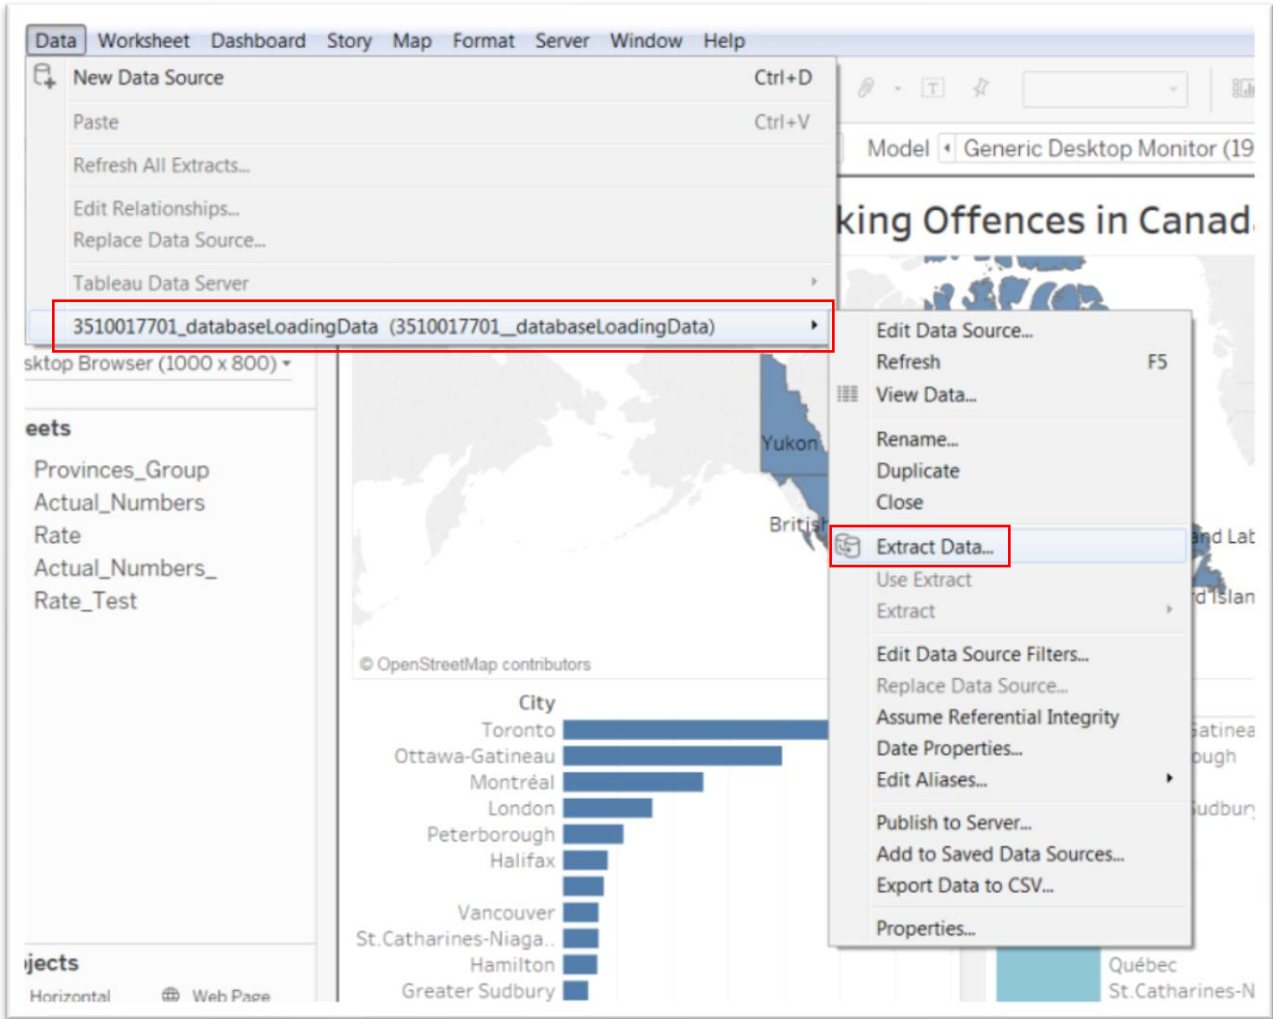 Data Worksheet Dashboard Story Map Format Server Window Help
New Data Source Ctrl+D
Paste Ctrl+V
Refresh All Extracts...
Edit Relationships...
Replace Data Source...
Tableau Data Server
3510017701_databaseLoadingData (3510017701__databaseLoadingData)
Model Generic Desktop Monitor (19
king Offences in Canad
sktop Browser (1000 x 800)
eets
Provinces_Group
Actual_Numbers
Rate
Actual_Numbers_
Rate_Test
jects
Horizontal Web Page
Yukon
British
nd Lab
d Islan
© OpenStreetMap contributors
Edit Data Source...
Refresh F5
View Data...
Rename...
Duplicate
Close
Extract Data...
Use Extract
Extract
Edit Data Source Filters...
Replace Data Source...
Assume Referential Integrity
Date Properties...
Edit Aliases...
Publish to Server...
Add to Saved Data Sources...
Export Data to CSV...
Properties...
City
Toronto
Ottawa-Gatineau
Montréal
London
Peterborough
Halifax
Vancouver
St.Catharines-Niaga..
Hamilton
Greater Sudbury
Gatinea
ough
Sudbury
Québec
St.Catharines-N